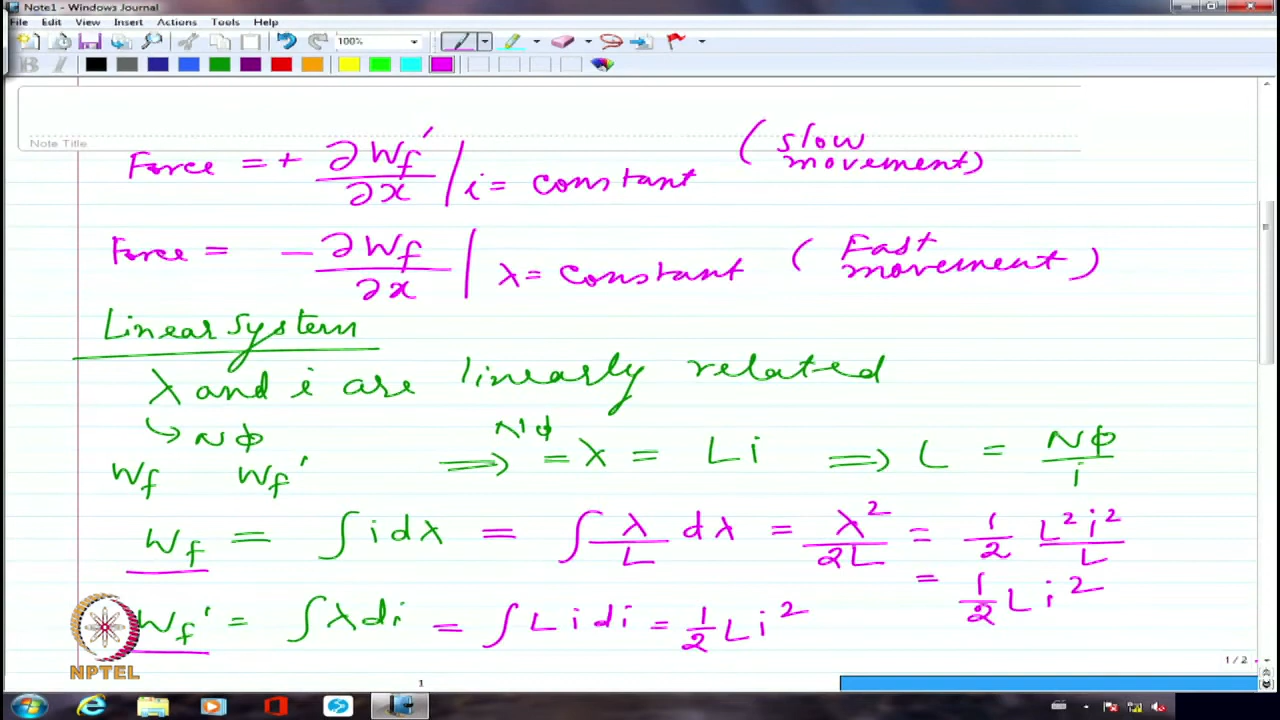 Note1 - Windows Journal
File Edit View Insert Actions Tools Help
100%
B I
Note Title
Force = + ∂Wf′/∂x | i = constant (slow movement)
Force = − ∂Wf/∂x | λ = constant (Fast movement)
Linear System
λ and i are linearly related
↳ Nφ
Wf Wf′ ⟹ Nφ = λ = Li ⟹ L = Nφ/i
Wf = ∫ i dλ = ∫ λ/L dλ = λ²/2L = 1/2 L²i²/L
= 1/2 Li²
Wf′ = ∫ λ di = ∫ L i di = 1/2 Li²
NPTEL
1 / 2
1